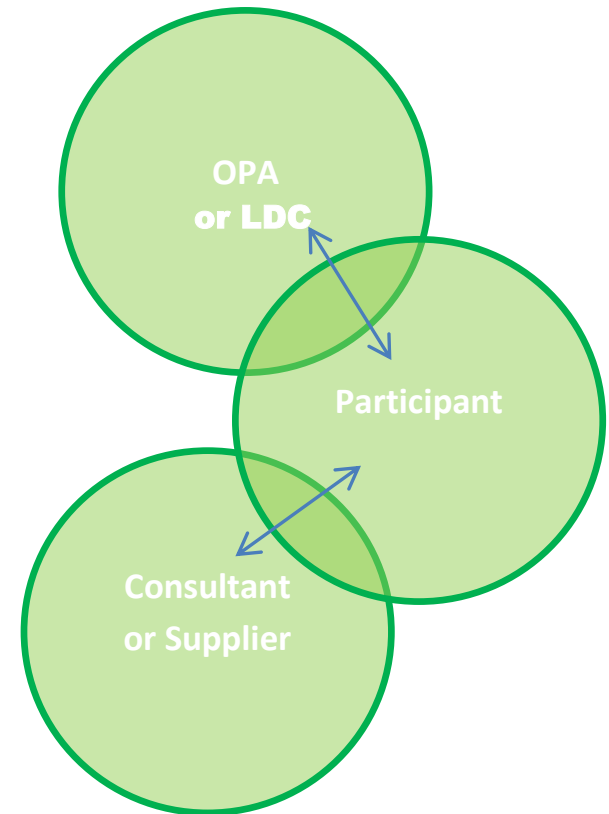 OPA
or LDC
Participant
Consultant
or Supplier